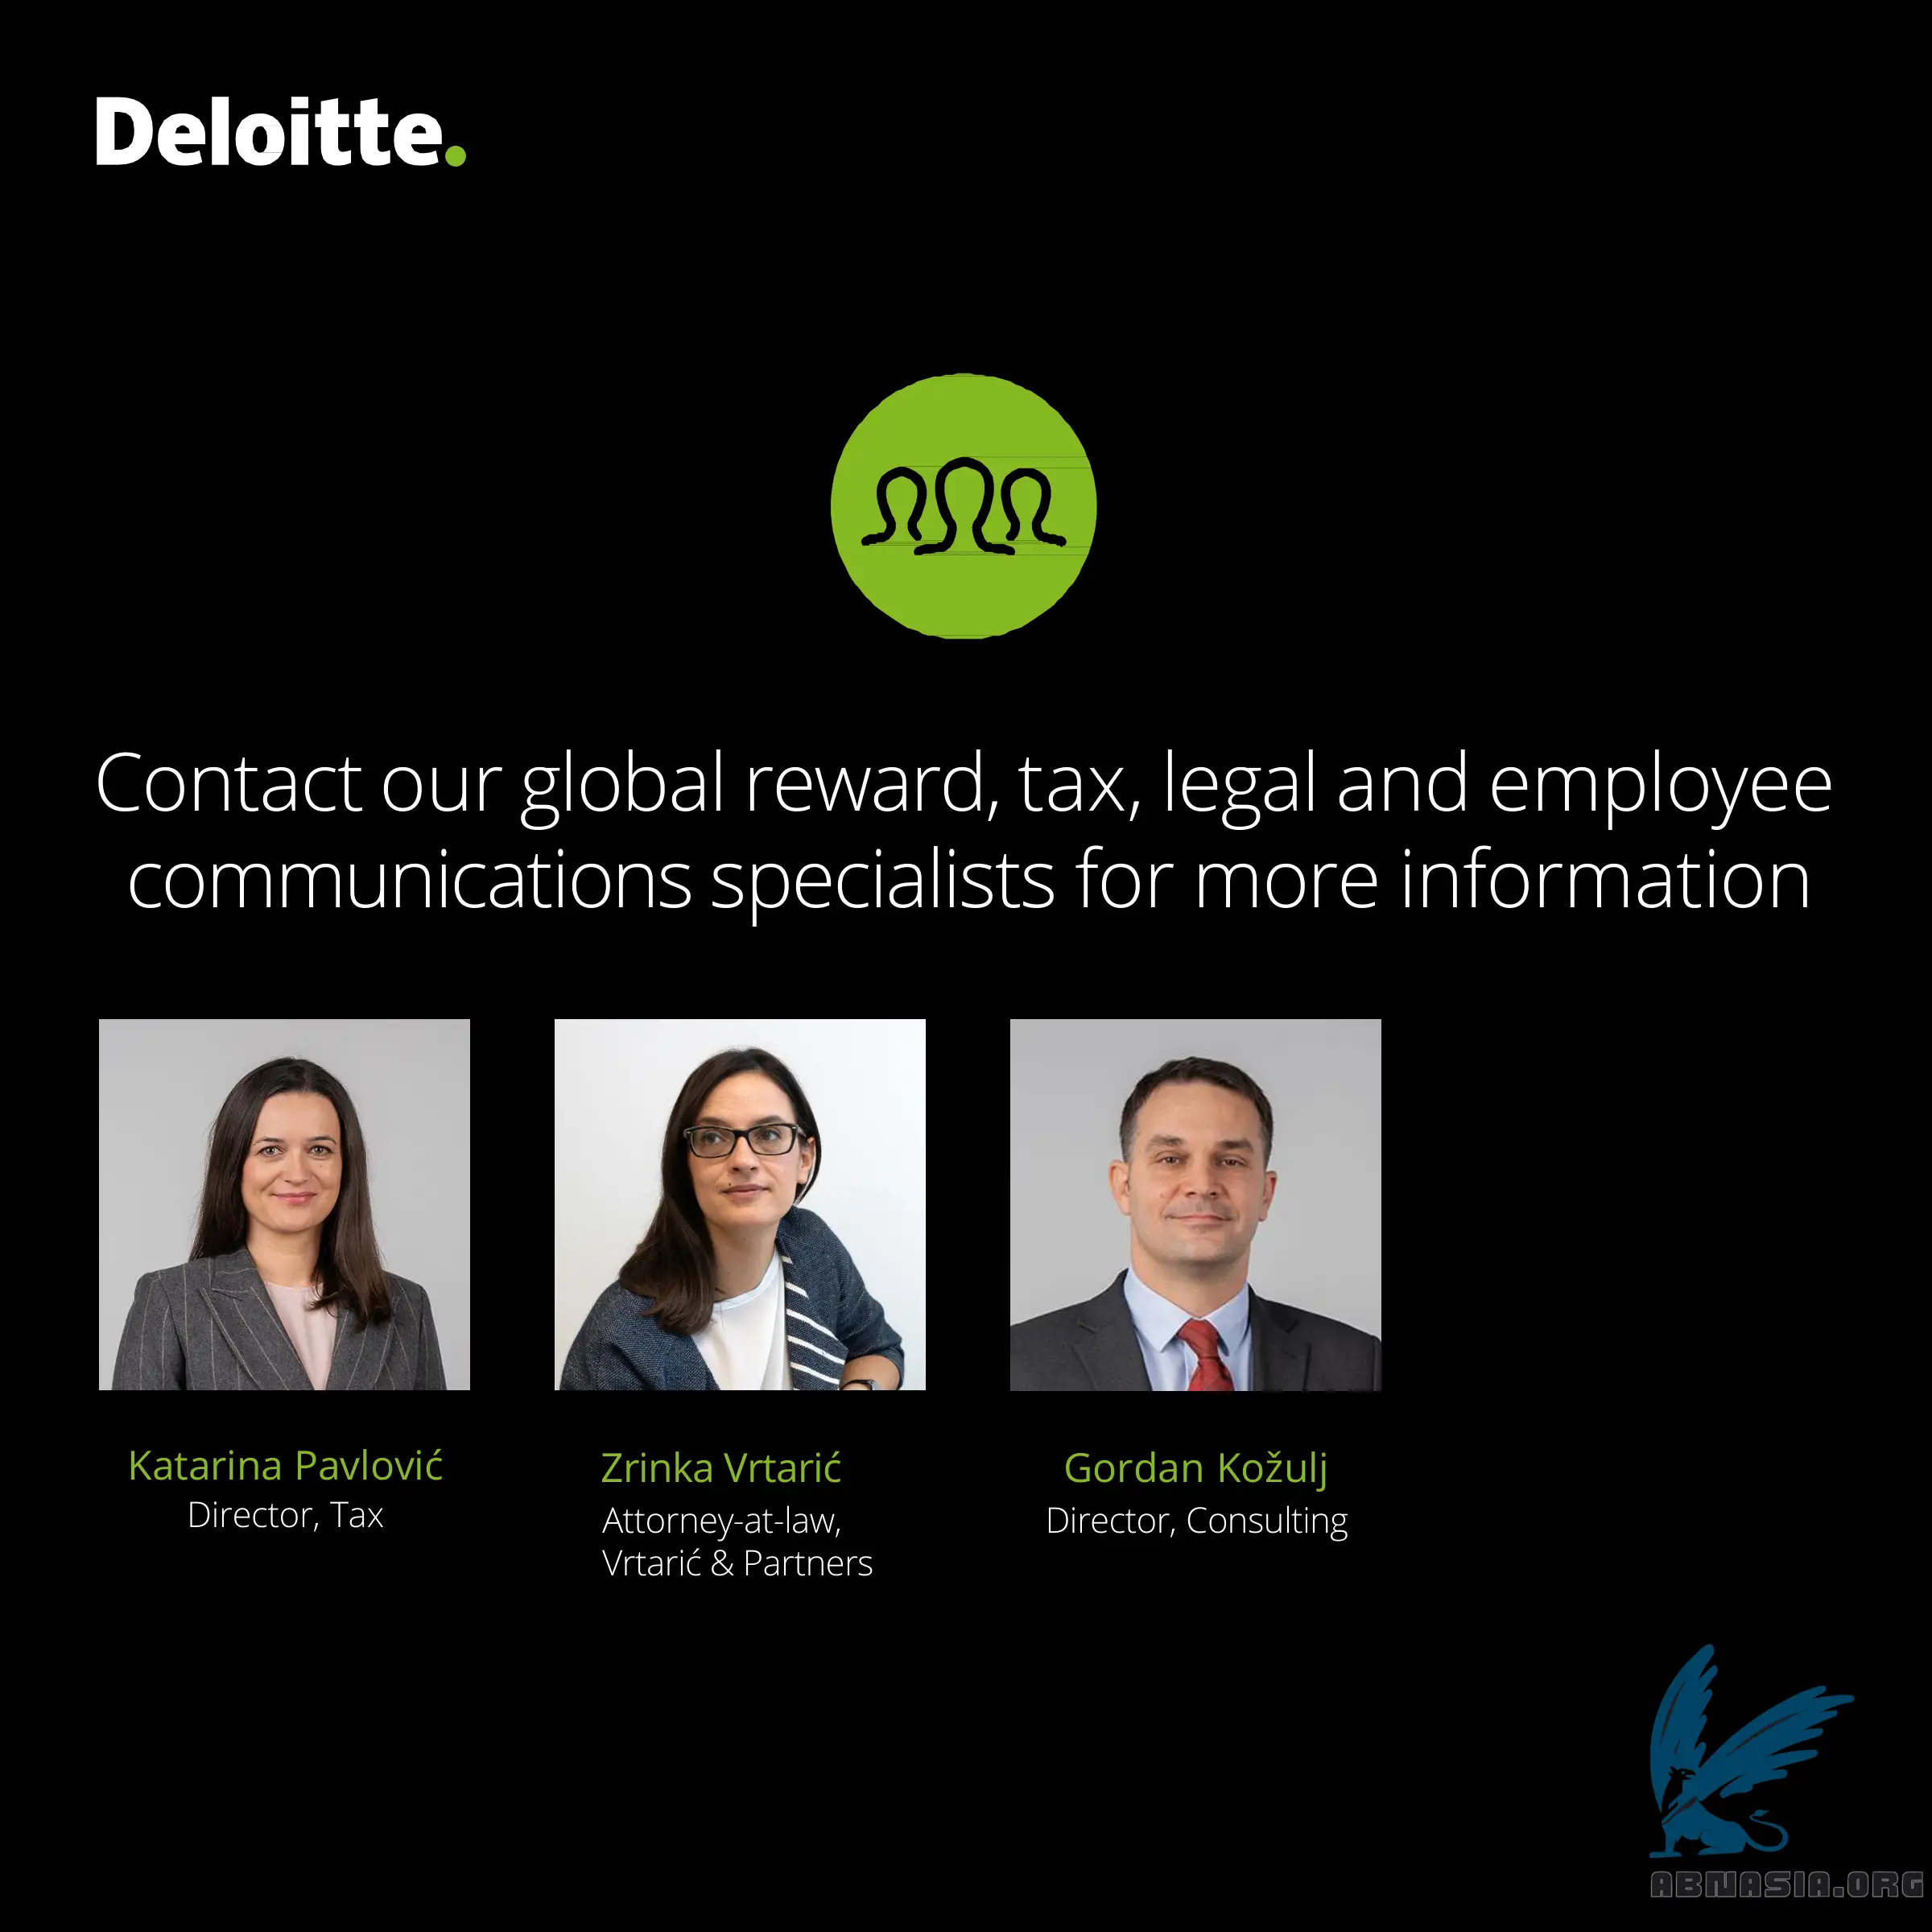 Deloitte.
Contact our global reward, tax, legal and employee
communications specialists for more information
Katarina Pavlović
Director, Tax
Zrinka Vrtarić
Attorney-at-law,
Vrtarić & Partners
Gordan Kožulj
Director, Consulting
ABNASIA.ORG